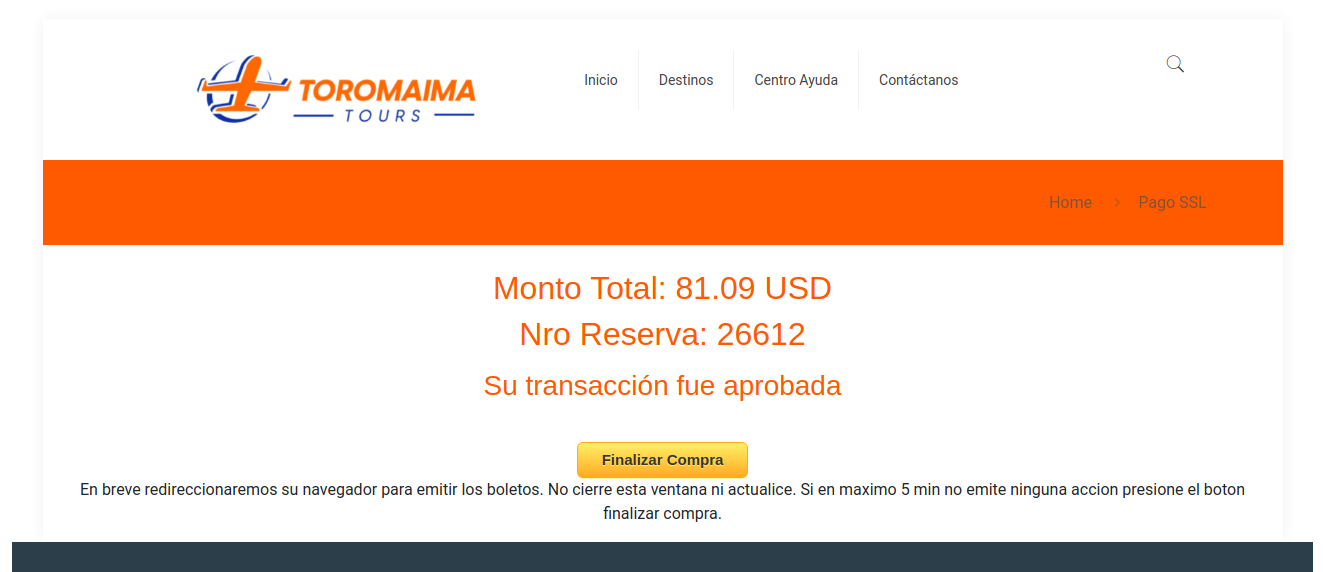 TOROMAIMA
TOURS
Inicio
Destinos
Centro Ayuda
Contáctanos
Home
Pago SSL
Monto Total: 81.09 USD
Nro Reserva: 26612
Su transacción fue aprobada
Finalizar Compra
En breve redireccionaremos su navegador para emitir los boletos. No cierre esta ventana ni actualice. Si en maximo 5 min no emite ninguna accion presione el boton
finalizar compra.